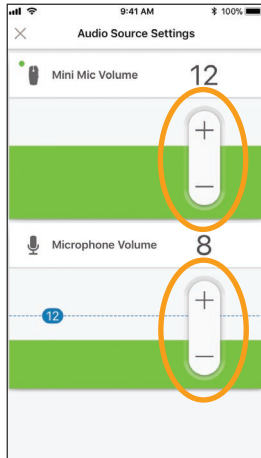 9:41 AM 100%
Audio Source Settings
Mini Mic Volume 12
+
−
Microphone Volume 8
+
12
−